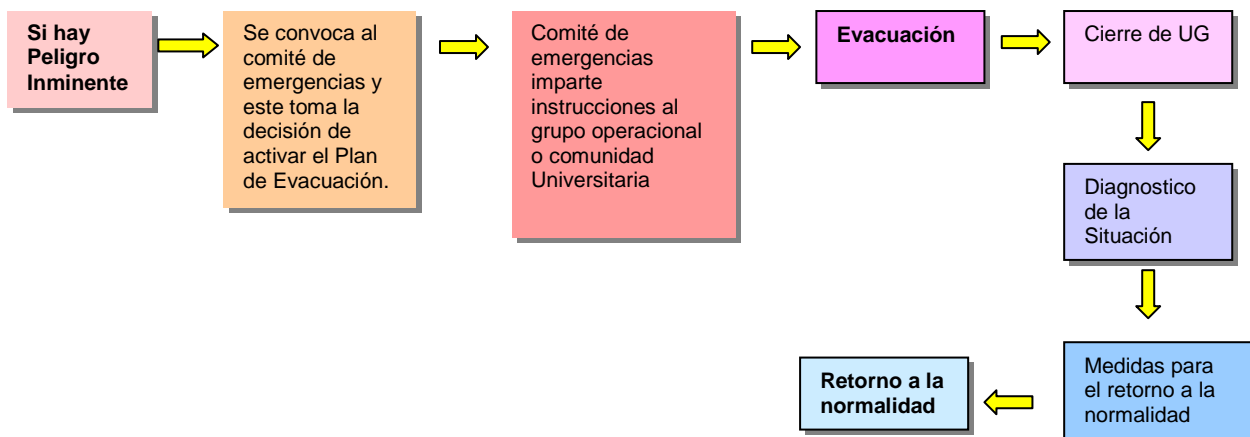 Si hay
Peligro
Inminente
Se convoca al
comité de
emergencias y
este toma la
decisión de
activar el Plan
de Evacuación.
Comité de
emergencias
imparte
instrucciones al
grupo operacional
o comunidad
Universitaria
Evacuación
Cierre de UG
Diagnostico
de la
Situación
Medidas para
el retorno a la
normalidad
Retorno a la
normalidad